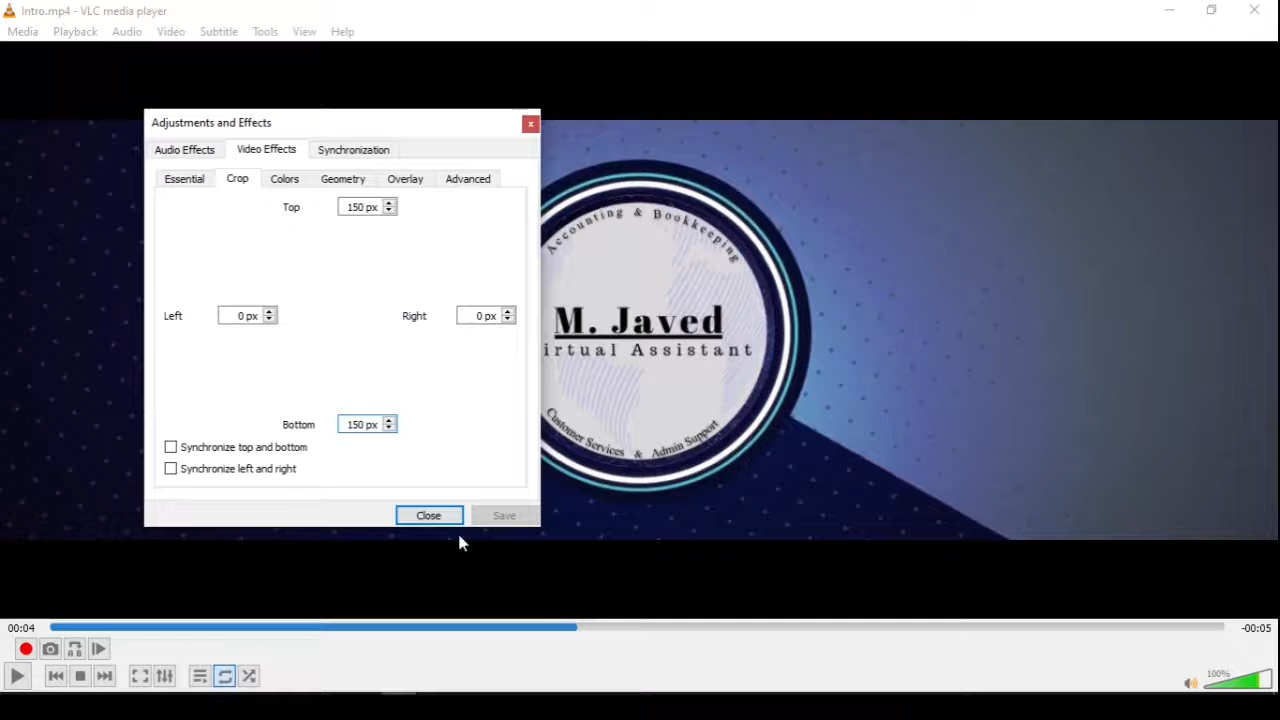 Intro.mp4 - VLC media player
Media Playback Audio Video Subtitle Tools View Help
Adjustments and Effects
x
Audio Effects Video Effects Synchronization
Essential Crop Colors Geometry Overlay Advanced
Top 150 px
Left 0 px Right 0 px
Bottom 150 px
Synchronize top and bottom
Synchronize left and right
Close Save
Accounting & Bookkeeping
M. Javed
irtual Assistant
Customer Services & Admin Support
00:04 -00:05
AB
100%